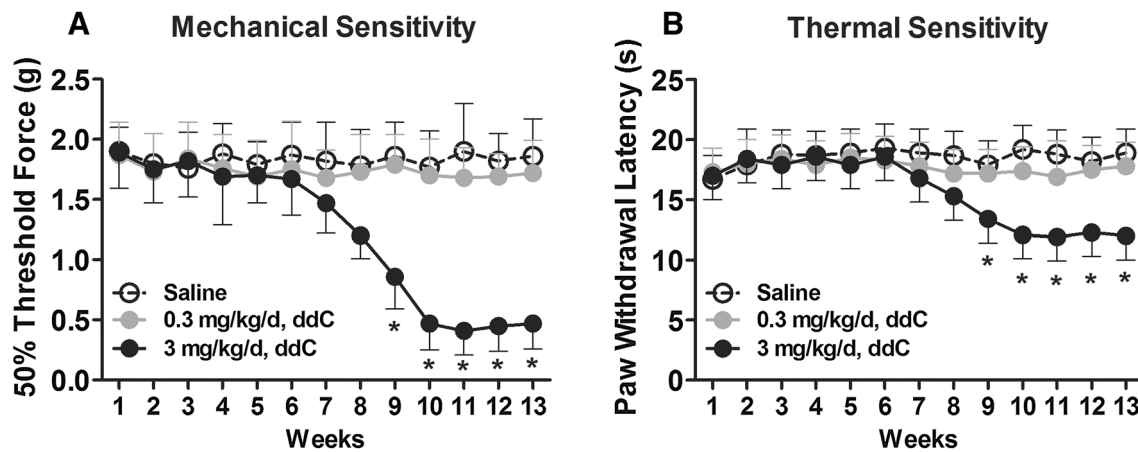 A Mechanical Sensitivity
50% Threshold Force (g)
2.5
2.0
1.5
1.0
0.5
0.0
Saline
0.3 mg/kg/d, ddC
3 mg/kg/d, ddC
* * * * *
1 2 3 4 5 6 7 8 9 10 11 12 13
Weeks
B Thermal Sensitivity
Paw Withdrawal Latency (s)
25
20
15
10
5
0
Saline
0.3 mg/kg/d, ddC
3 mg/kg/d, ddC
* * * * *
1 2 3 4 5 6 7 8 9 10 11 12 13
Weeks